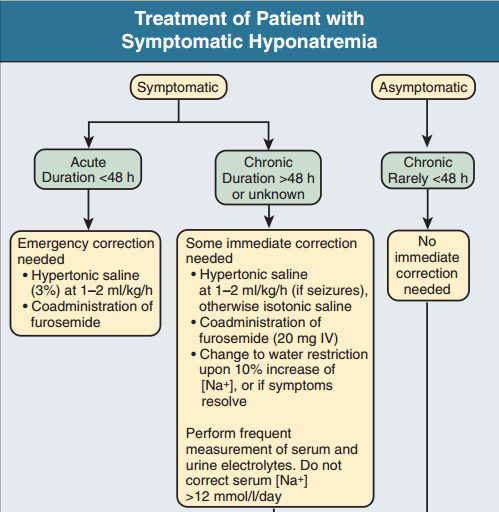 Treatment of Patient with
Symptomatic Hyponatremia
Symptomatic
Asymptomatic
Acute
Duration <48 h
Chronic
Duration >48 h
or unknown
Chronic
Rarely <48 h
Emergency correction
needed
• Hypertonic saline
(3%) at 1–2 ml/kg/h
• Coadministration of
furosemide
Some immediate correction
needed
• Hypertonic saline
at 1–2 ml/kg/h (if seizures),
otherwise isotonic saline
• Coadministration of
furosemide (20 mg IV)
• Change to water restriction
upon 10% increase of
[Na+], or if symptoms
resolve
Perform frequent
measurement of serum and
urine electrolytes. Do not
correct serum [Na+]
>12 mmol/l/day
No
immediate
correction
needed